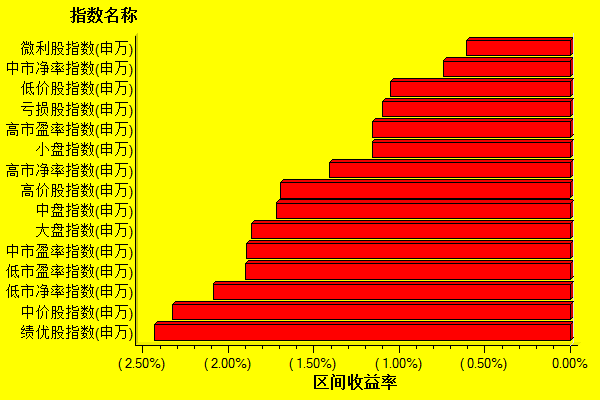 指数名称
微利股指数(申万)
中市净率指数(申万)
低价股指数(申万)
亏损股指数(申万)
高市盈率指数(申万)
小盘指数(申万)
高市净率指数(申万)
高价股指数(申万)
中盘指数(申万)
大盘指数(申万)
中市盈率指数(申万)
低市盈率指数(申万)
低市净率指数(申万)
中价股指数(申万)
绩优股指数(申万)
(2.50%) (2.00%) (1.50%) (1.00%) (0.50%) 0.00%
区间收益率